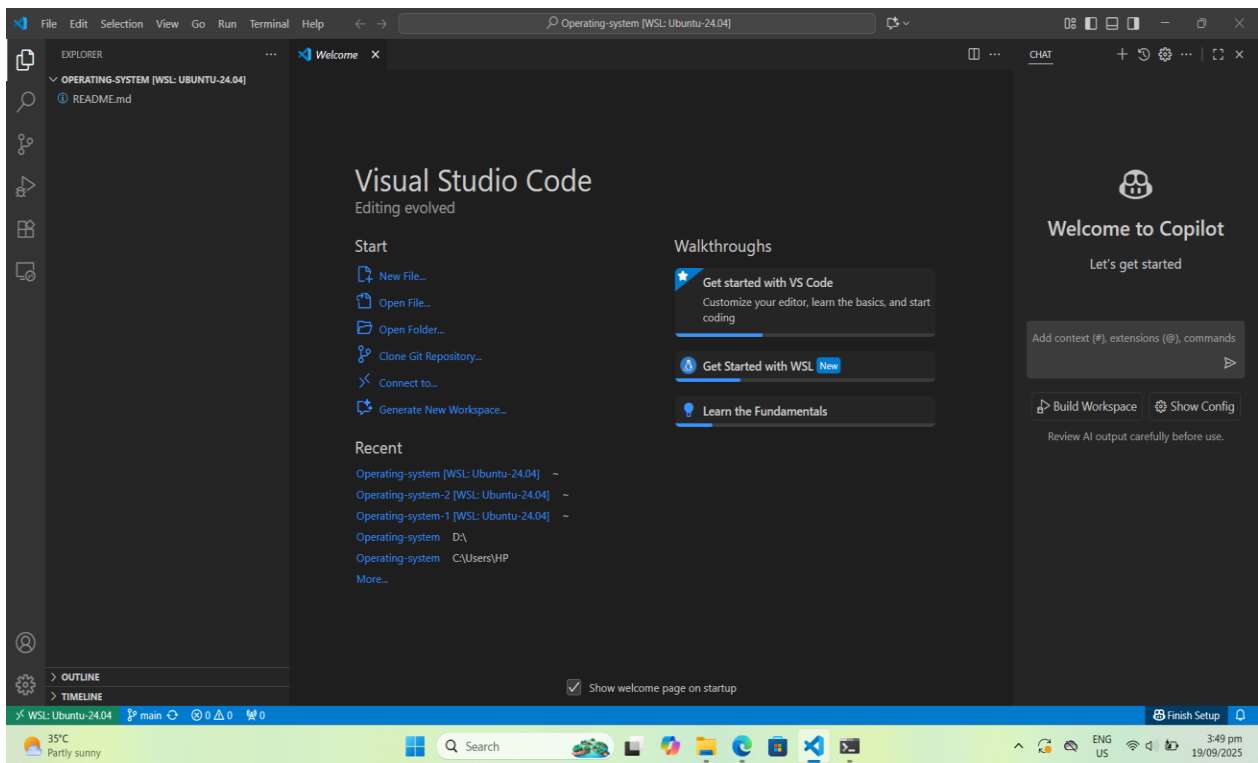 File Edit Selection View Go Run Terminal Help
Operating-system [WSL: Ubuntu-24.04]
EXPLORER
OPERATING-SYSTEM [WSL: UBUNTU-24.04]
README.md
Welcome
Visual Studio Code
Editing evolved
Start
New File...
Open File...
Open Folder...
Clone Git Repository...
Connect to...
Generate New Workspace...
Recent
Operating-system [WSL: Ubuntu-24.04] ~
Operating-system-2 [WSL: Ubuntu-24.04] ~
Operating-system-1 [WSL: Ubuntu-24.04] ~
Operating-system D:\
Operating-system C:\Users\HP
More...
Walkthroughs
Get started with VS Code
Customize your editor, learn the basics, and start
coding
Get Started with WSL New
Learn the Fundamentals
Show welcome page on startup
CHAT
Welcome to Copilot
Let's get started
Add context (#), extensions (@), commands
Build Workspace Show Config
Review AI output carefully before use.
OUTLINE
TIMELINE
WSL: Ubuntu-24.04 main 0 0 0 Finish Setup
35°C
Partly sunny
Search
ENG
US
3:49 pm
19/09/2025